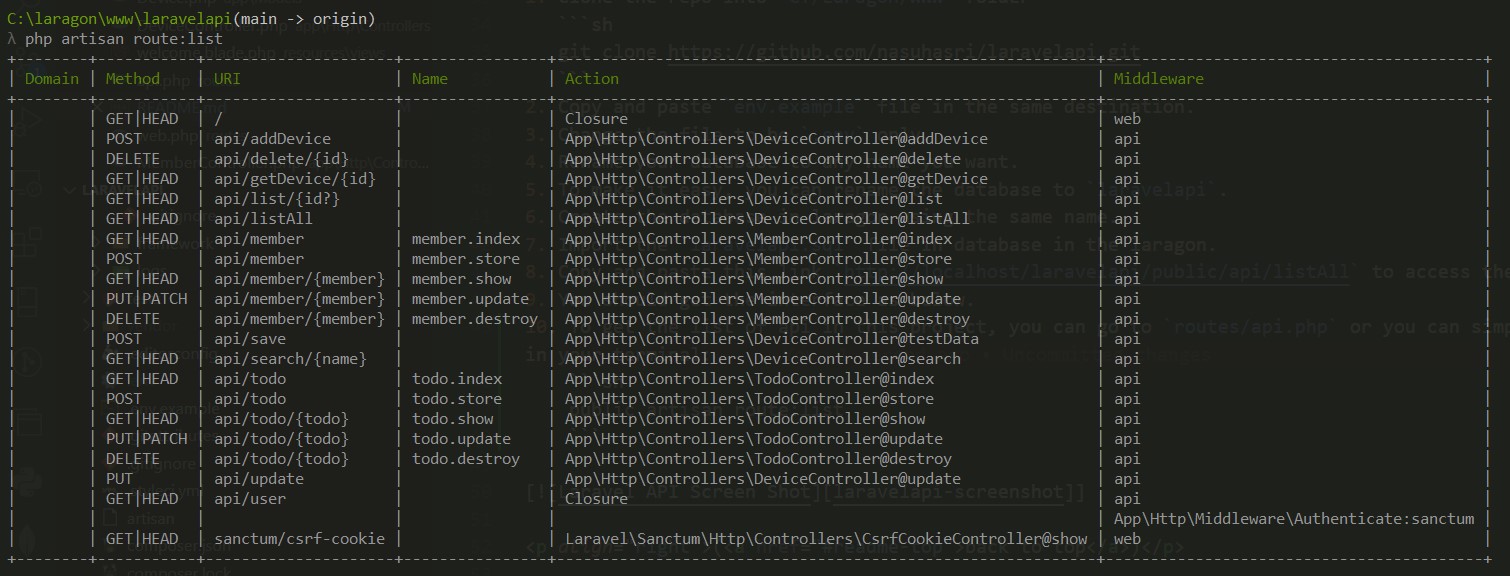 C:\laragon\www\laravelapi(main -> origin)
λ php artisan route:list
| Domain | Method | URI | Name | Action | Middleware |
| | GET|HEAD | / | | Closure | web |
| | POST | api/addDevice | | App\Http\Controllers\DeviceController@addDevice | api |
| | DELETE | api/delete/{id} | | App\Http\Controllers\DeviceController@delete | api |
| | GET|HEAD | api/getDevice/{id} | | App\Http\Controllers\DeviceController@getDevice | api |
| | GET|HEAD | api/list/{id?} | | App\Http\Controllers\DeviceController@list | api |
| | GET|HEAD | api/listAll | | App\Http\Controllers\DeviceController@listAll | api |
| | GET|HEAD | api/member | member.index | App\Http\Controllers\MemberController@index | api |
| | POST | api/member | member.store | App\Http\Controllers\MemberController@store | api |
| | GET|HEAD | api/member/{member} | member.show | App\Http\Controllers\MemberController@show | api |
| | PUT|PATCH | api/member/{member} | member.update | App\Http\Controllers\MemberController@update | api |
| | DELETE | api/member/{member} | member.destroy | App\Http\Controllers\MemberController@destroy | api |
| | POST | api/save | | App\Http\Controllers\DeviceController@testData | api |
| | GET|HEAD | api/search/{name} | | App\Http\Controllers\DeviceController@search | api |
| | GET|HEAD | api/todo | todo.index | App\Http\Controllers\TodoController@index | api |
| | POST | api/todo | todo.store | App\Http\Controllers\TodoController@store | api |
| | GET|HEAD | api/todo/{todo} | todo.show | App\Http\Controllers\TodoController@show | api |
| | PUT|PATCH | api/todo/{todo} | todo.update | App\Http\Controllers\TodoController@update | api |
| | DELETE | api/todo/{todo} | todo.destroy | App\Http\Controllers\TodoController@destroy | api |
| | PUT | api/update | | App\Http\Controllers\DeviceController@update | api |
| | GET|HEAD | api/user | | Closure | api |
| | | | | | App\Http\Middleware\Authenticate:sanctum |
| | GET|HEAD | sanctum/csrf-cookie | | Laravel\Sanctum\Http\Controllers\CsrfCookieController@show | web |